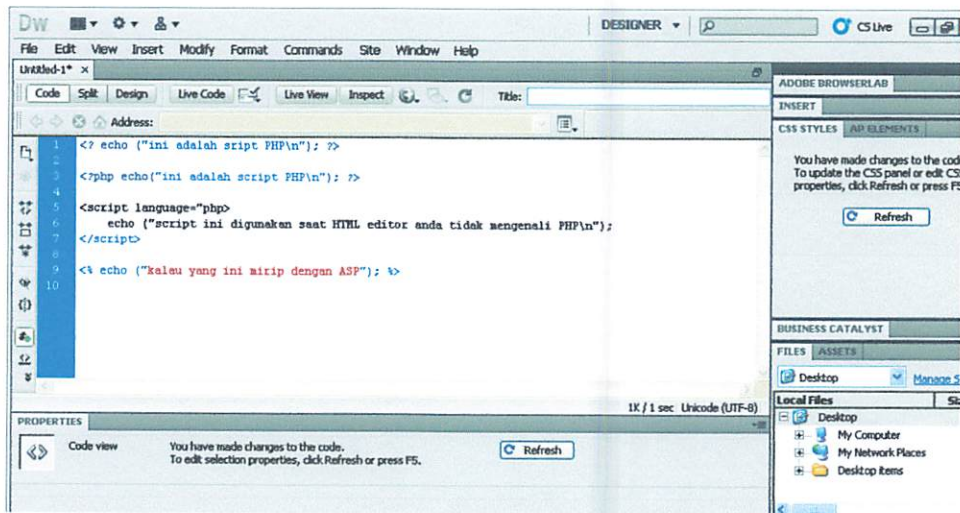 Dw DESIGNER CS Live
File Edit View Insert Modify Format Commands Site Window Help
Untitled-1* ×
Code Split Design Live Code Live View Inspect Title:
Address:
1 <? echo ("ini adalah sript PHP\n"); ?>
2
3 <?php echo("ini adalah script PHP\n"); ?>
4
5 <script language="php>
6 echo ("script ini digunakan saat HTML editor anda tidak mengenali PHP\n");
7 </script>
8
9 <% echo ("kalau yang ini mirip dengan ASP"); %>
10
1K / 1 sec Unicode (UTF-8)
PROPERTIES
Code view
You have made changes to the code.
To edit selection properties, click Refresh or press F5.
Refresh
ADOBE BROWSERLAB
INSERT
CSS STYLES AP ELEMENTS
You have made changes to the code
To update the CSS panel or edit CSS
properties, click Refresh or press F5
Refresh
BUSINESS CATALYST
FILES ASSETS
Desktop Manage S
Local Files Si
Desktop
My Computer
My Network Places
Desktop items